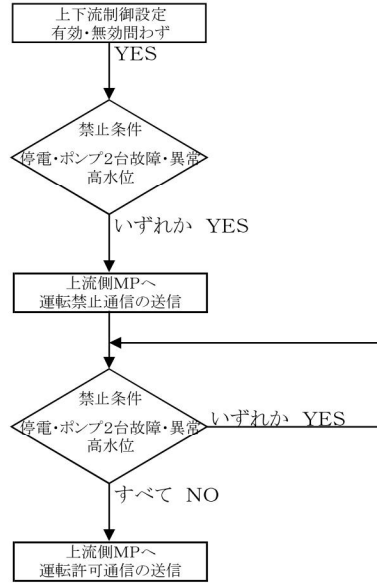 上下流制御設定
有効・無効問わず
YES
禁止条件
停電・ポンプ2台故障・異常
高水位
いずれか YES
上流側MPへ
運転禁止通信の送信
禁止条件
停電・ポンプ2台故障・異常
高水位
いずれか YES
すべて NO
上流側MPへ
運転許可通信の送信